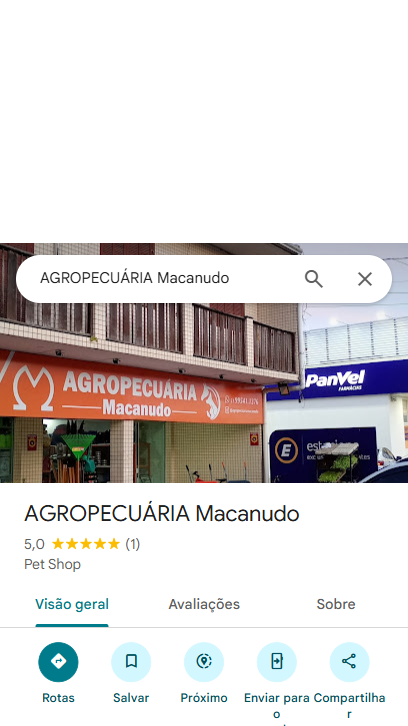 AGROPECUÁRIA Macanudo
AGROPECUÁRIA
Macanudo
PanVel
FARMÁCIAS
E
AGROPECUÁRIA Macanudo
5,0 ★★★★★ (1)
Pet Shop
Visão geral Avaliações Sobre
Rotas Salvar Próximo Enviar para o Compartilha
r